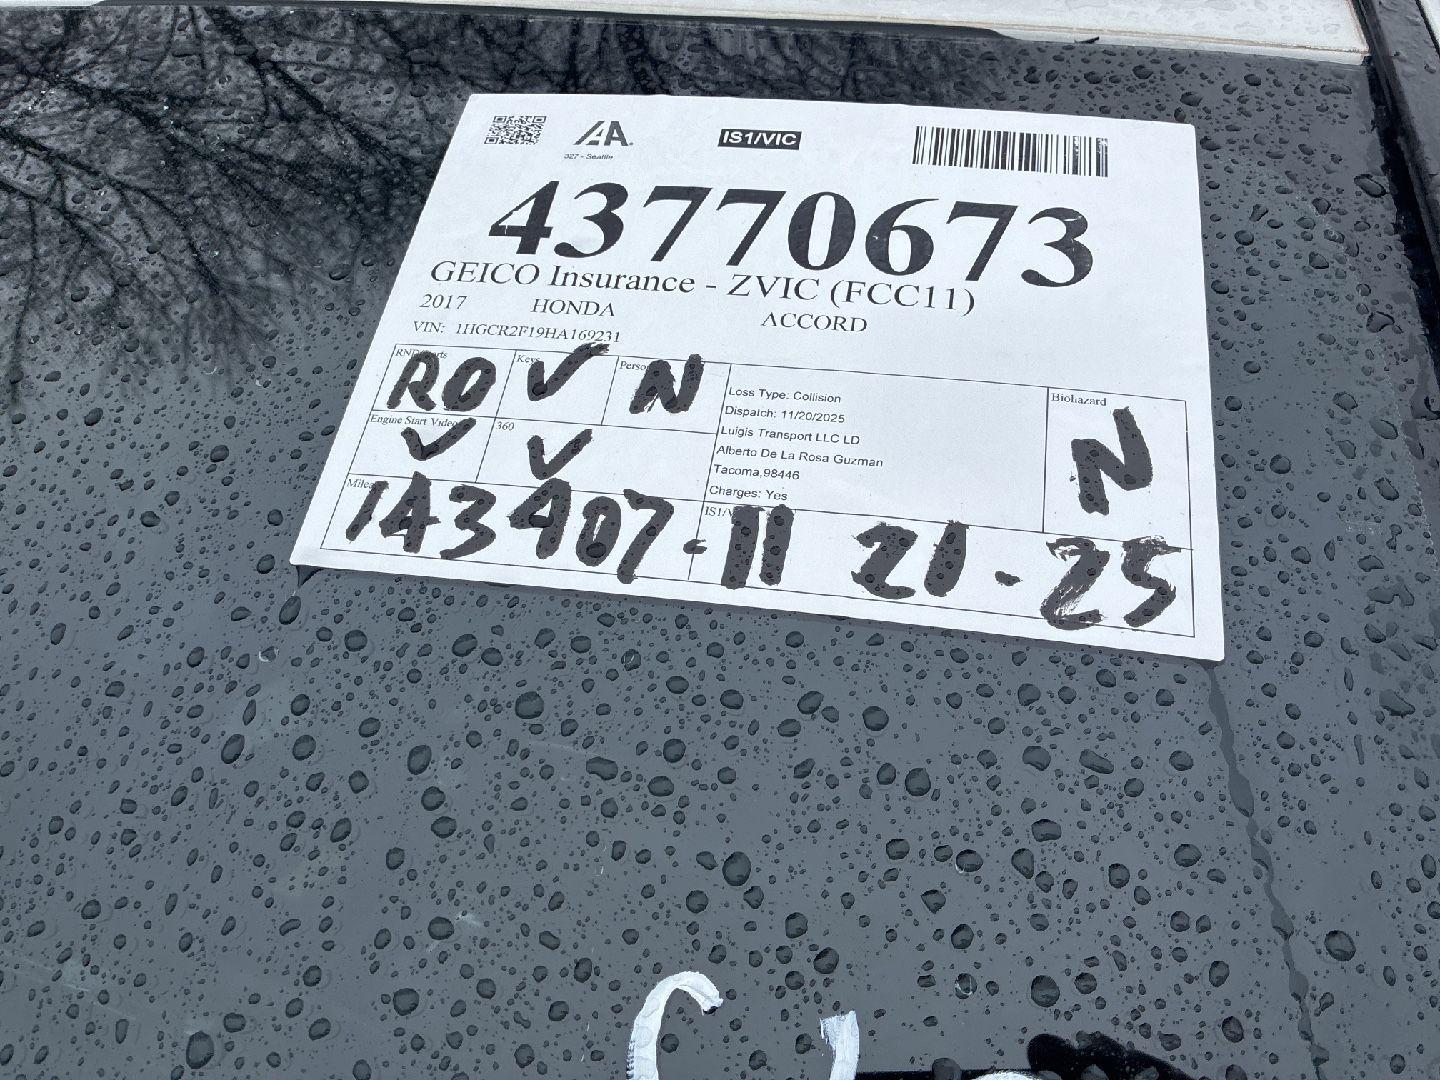 IAA
IS1/VIC
327 - Seattle
43770673
GEICO Insurance - ZVIC (FCC11)
2017 HONDA ACCORD
VIN: 1HGCR2F19HA169231
RO
Keys ✓
N
Engine Start Video ✓
360 ✓
143407 - 11 21 - 25
Loss Type: Collision
Dispatch: 11/20/2025
Luigis Transport LLC LD
Alberto De La Rosa Guzman
Tacoma,98446
Charges: Yes
Biohazard
N